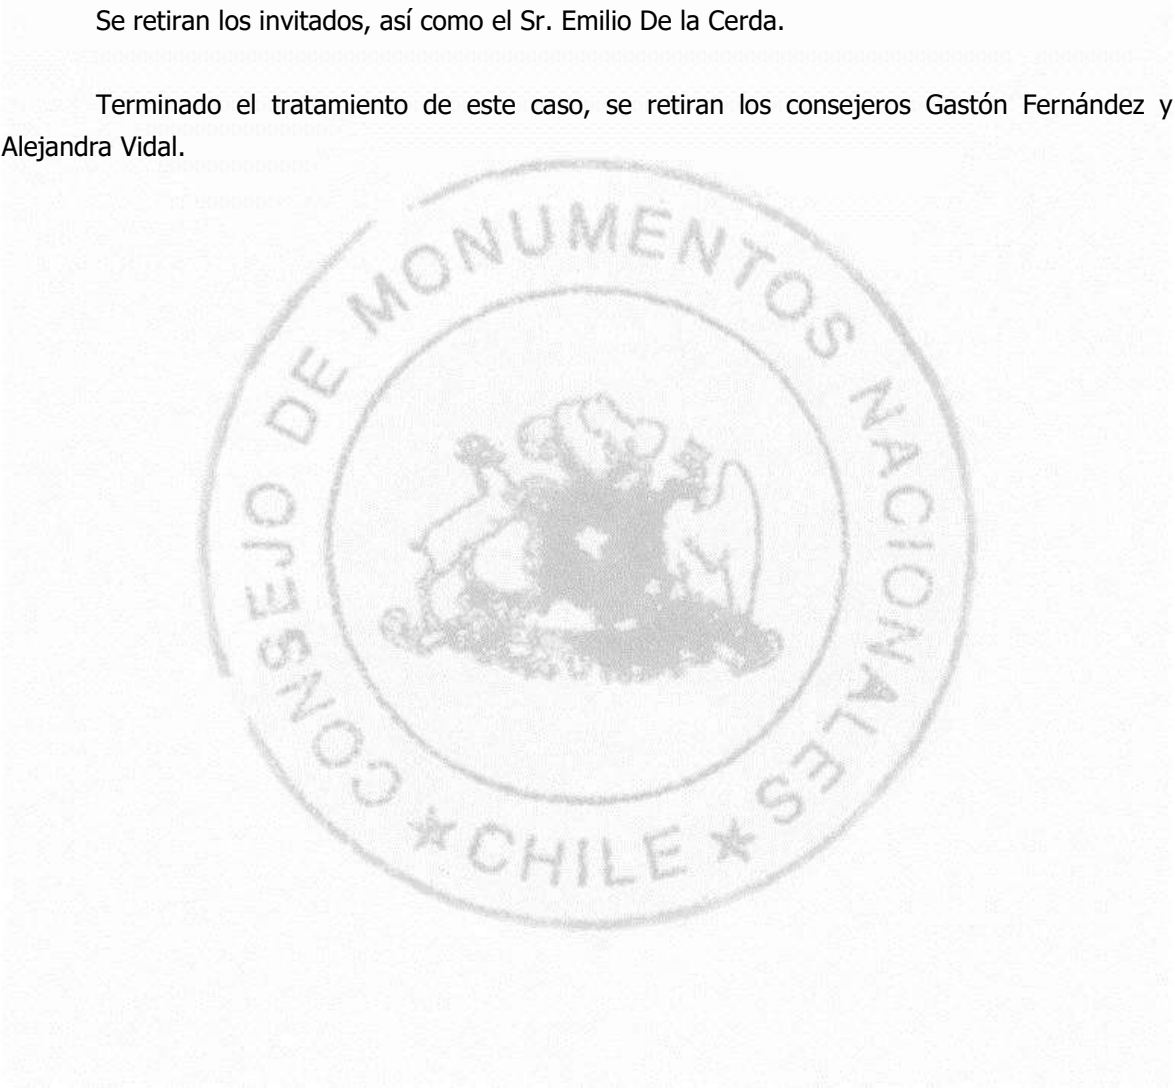 Se retiran los invitados, así como el Sr. Emilio De la Cerda.
Terminado el tratamiento de este caso, se retiran los consejeros Gastón Fernández y
Alejandra Vidal.
CONSEJO DE MONUMENTOS NACIONALES
* CHILE *